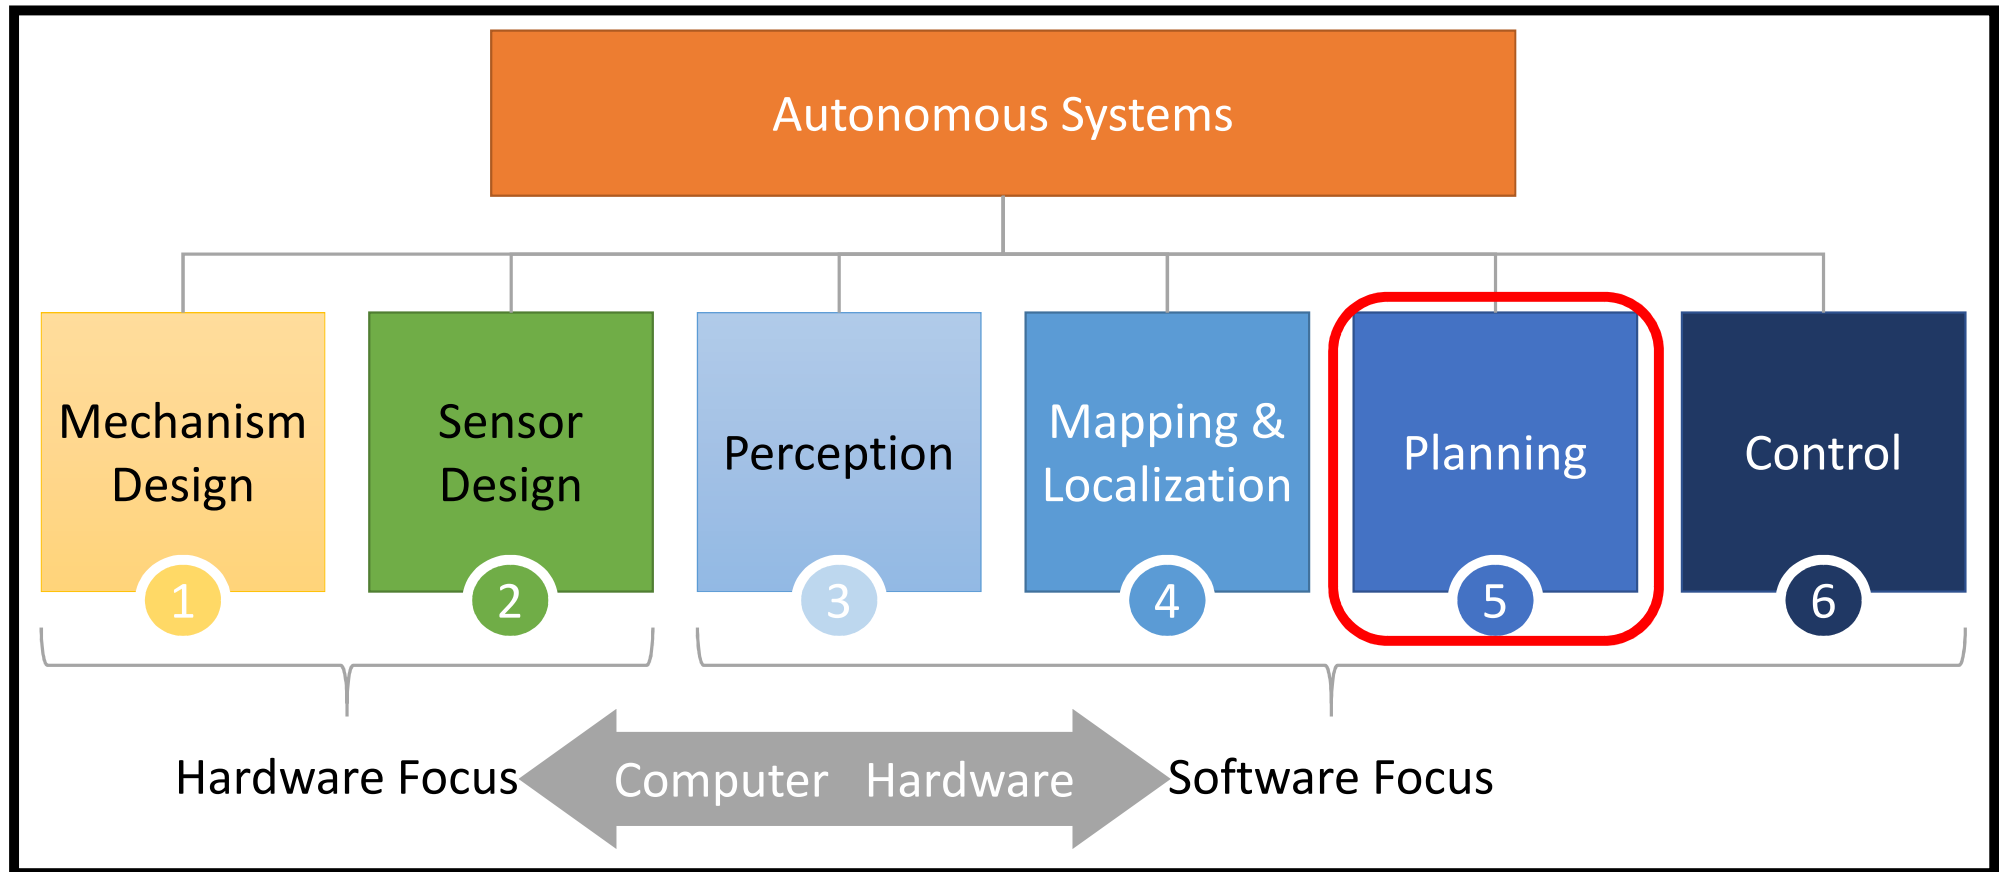 Autonomous Systems
Mechanism
Design
1
Sensor
Design
2
Perception
3
Mapping &
Localization
4
Planning
5
Control
6
Hardware Focus
Computer Hardware
Software Focus